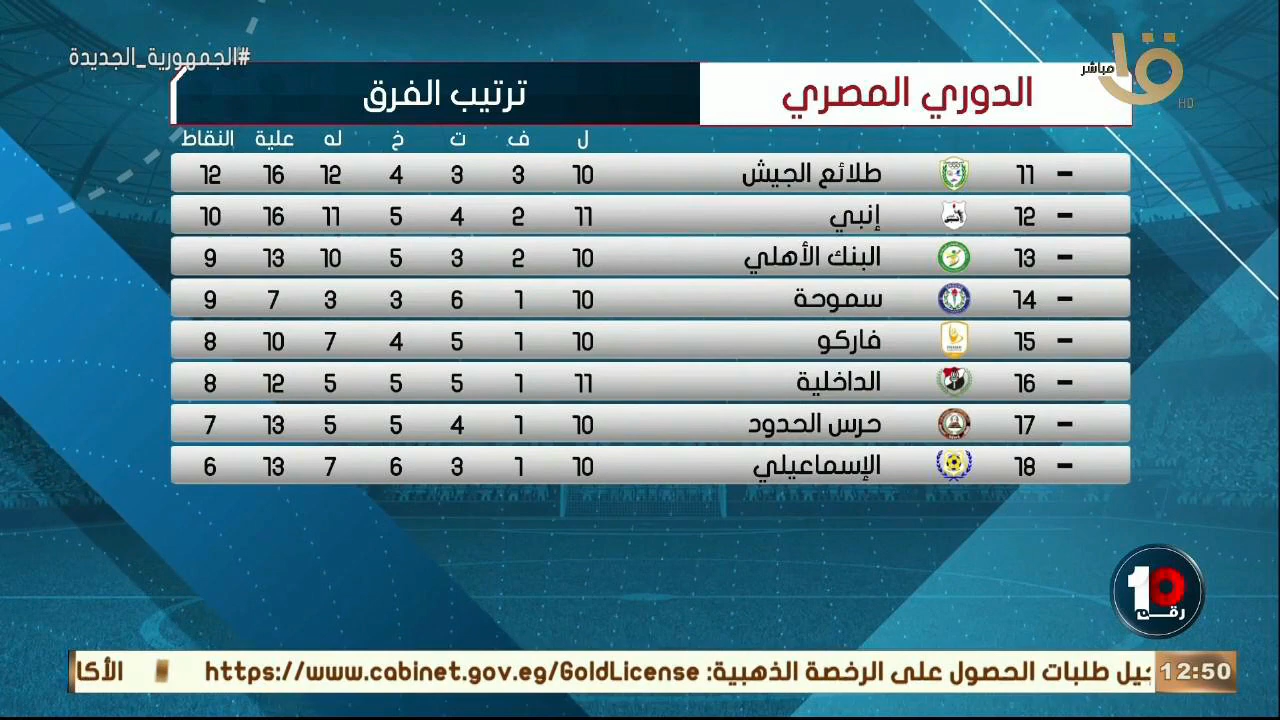 #الجمهورية_الجديدة
مباشر
HD
الدوري المصري ترتيب الفرق
ل ف ت خ له علية النقاط
- 11 طلائع الجيش 10 3 3 4 12 16 12
- 12 إنبي 11 2 4 5 11 16 10
- 13 البنك الأهلي 10 2 3 5 10 13 9
- 14 سموحة 10 1 6 3 3 7 9
- 15 فاركو 10 1 5 4 7 10 8
- 16 الداخلية 11 1 5 5 5 12 8
- 17 حرس الحدود 10 1 4 5 5 13 7
- 18 الإسماعيلي 10 1 3 6 7 13 6
رقم 10
12:50 جيل طلبات الحصول على الرخصة الذهبية: https://www.cabinet.gov.eg/GoldLicense الأكا